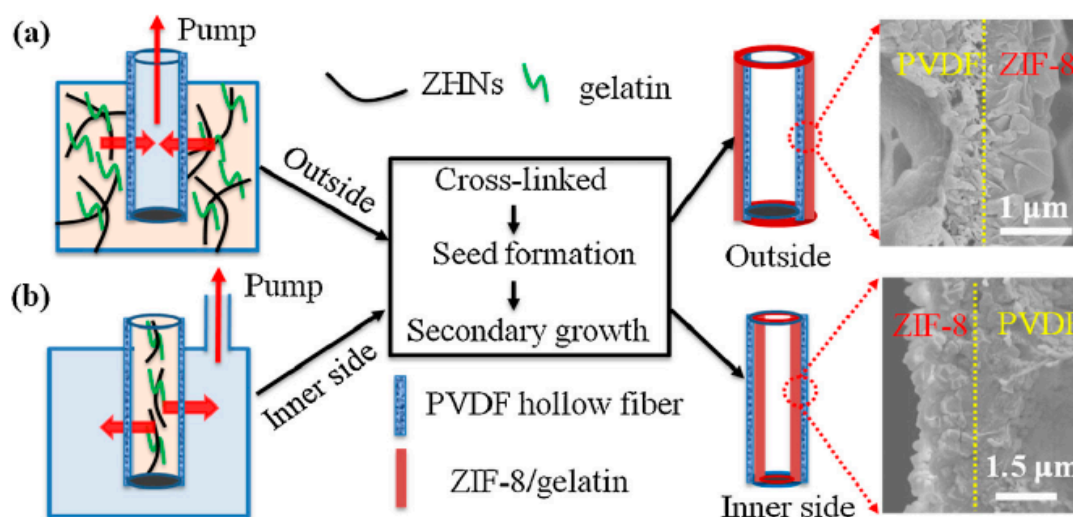 (a)
Pump
ZHNs
gelatin
Outside
Cross-linked
Seed formation
Secondary growth
Outside
PVDF
ZIF-8
1 μm
(b)
Pump
Inner side
PVDF hollow fiber
ZIF-8/gelatin
Inner side
ZIF-8
PVDF
1.5 μm